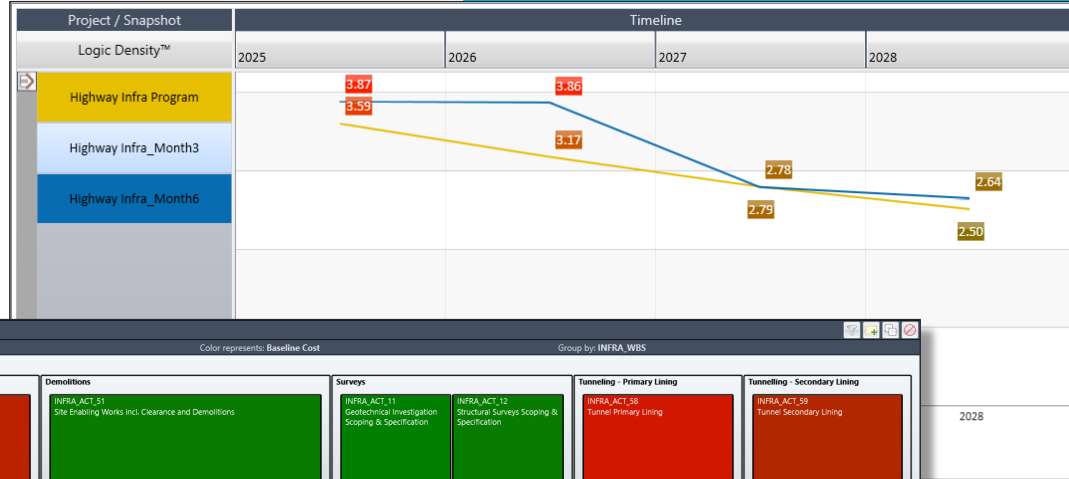 Project / Snapshot
Timeline
Logic Density™
2025
2026
2027
2028
Highway Infra Program
Highway Infra_Month3
Highway Infra_Month6
3.87
3.59
3.86
3.17
2.78
2.79
2.64
2.50
Color represents: Baseline Cost
Group by: INFRA_WBS
Demolitions
INFRA_ACT_51
Site Enabling Works incl. Clearance and Demolitions
Surveys
INFRA_ACT_11
Geotechnical Investigation
Scoping & Specification
INFRA_ACT_12
Structural Surveys Scoping &
Specification
Tunneling - Primary Lining
INFRA_ACT_58
Tunnel Primary Lining
Tunnelling - Secondary Lining
INFRA_ACT_59
Tunnel Secondary Lining
2028